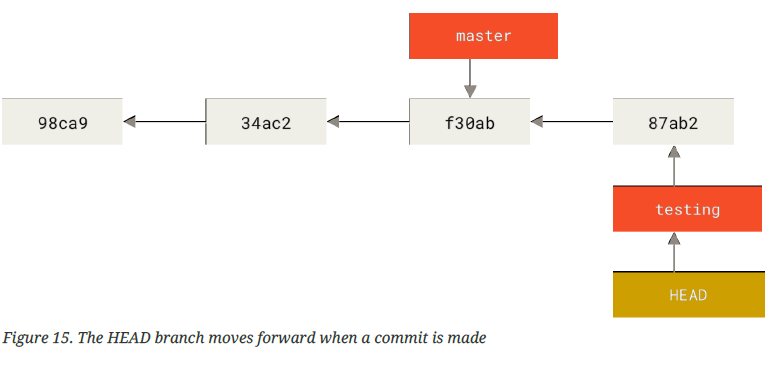 master
98ca9
34ac2
f30ab
87ab2
testing
HEAD
Figure 15. The HEAD branch moves forward when a commit is made